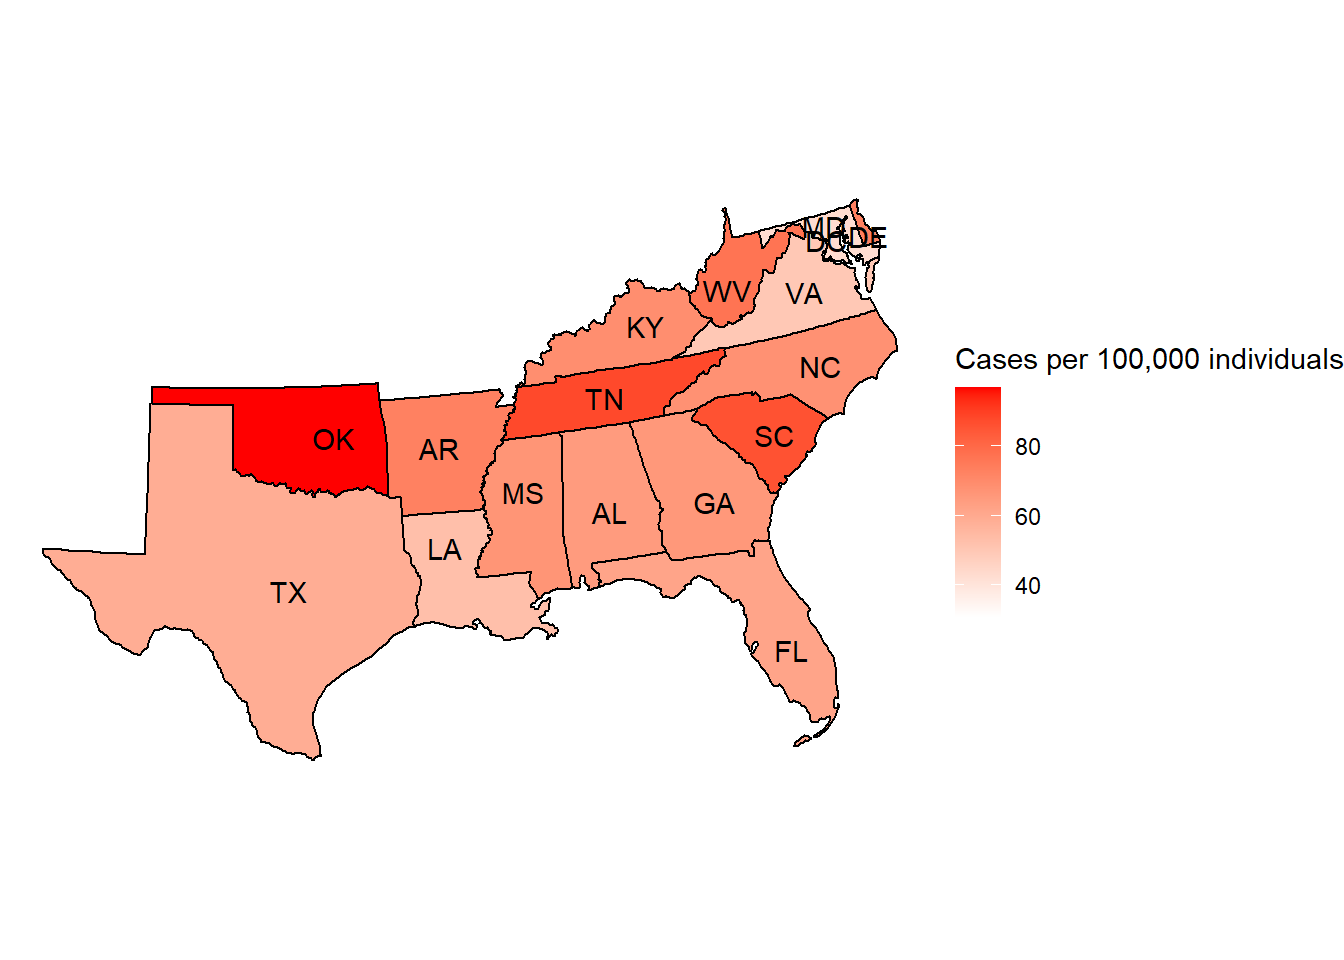 MD
DC
DE
WV
VA
KY
NC
TN
OK
AR
SC
MS
AL
GA
LA
TX
FL
Cases per 100,000 individuals
80
60
40